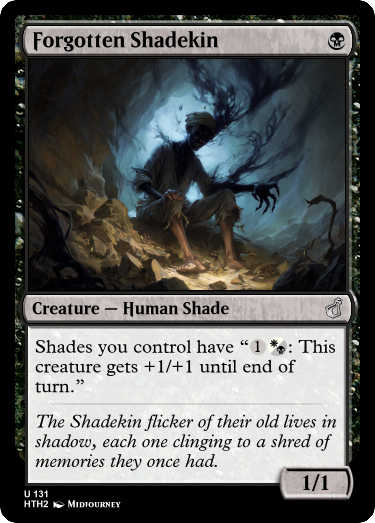 Forgotten Shadekin
Creature — Human Shade
Shades you control have “1 : This
creature gets +1/+1 until end of
turn.”
The Shadekin flicker of their old lives in
shadow, each one clinging to a shred of
memories they once had.
1/1
U 131
HTH2 Midjourney